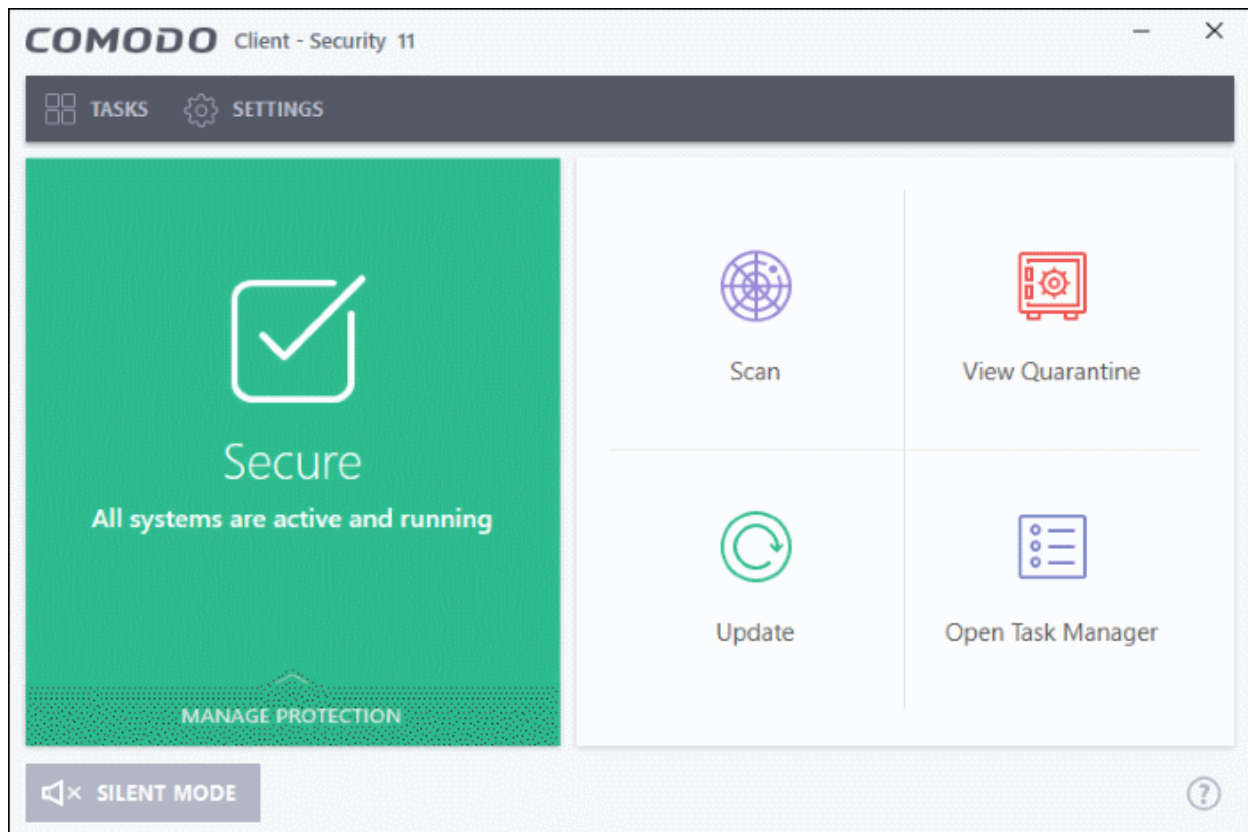 COMODO Client - Security 11
TASKS SETTINGS
Secure
All systems are active and running
MANAGE PROTECTION
Scan
View Quarantine
Update
Open Task Manager
SILENT MODE
?